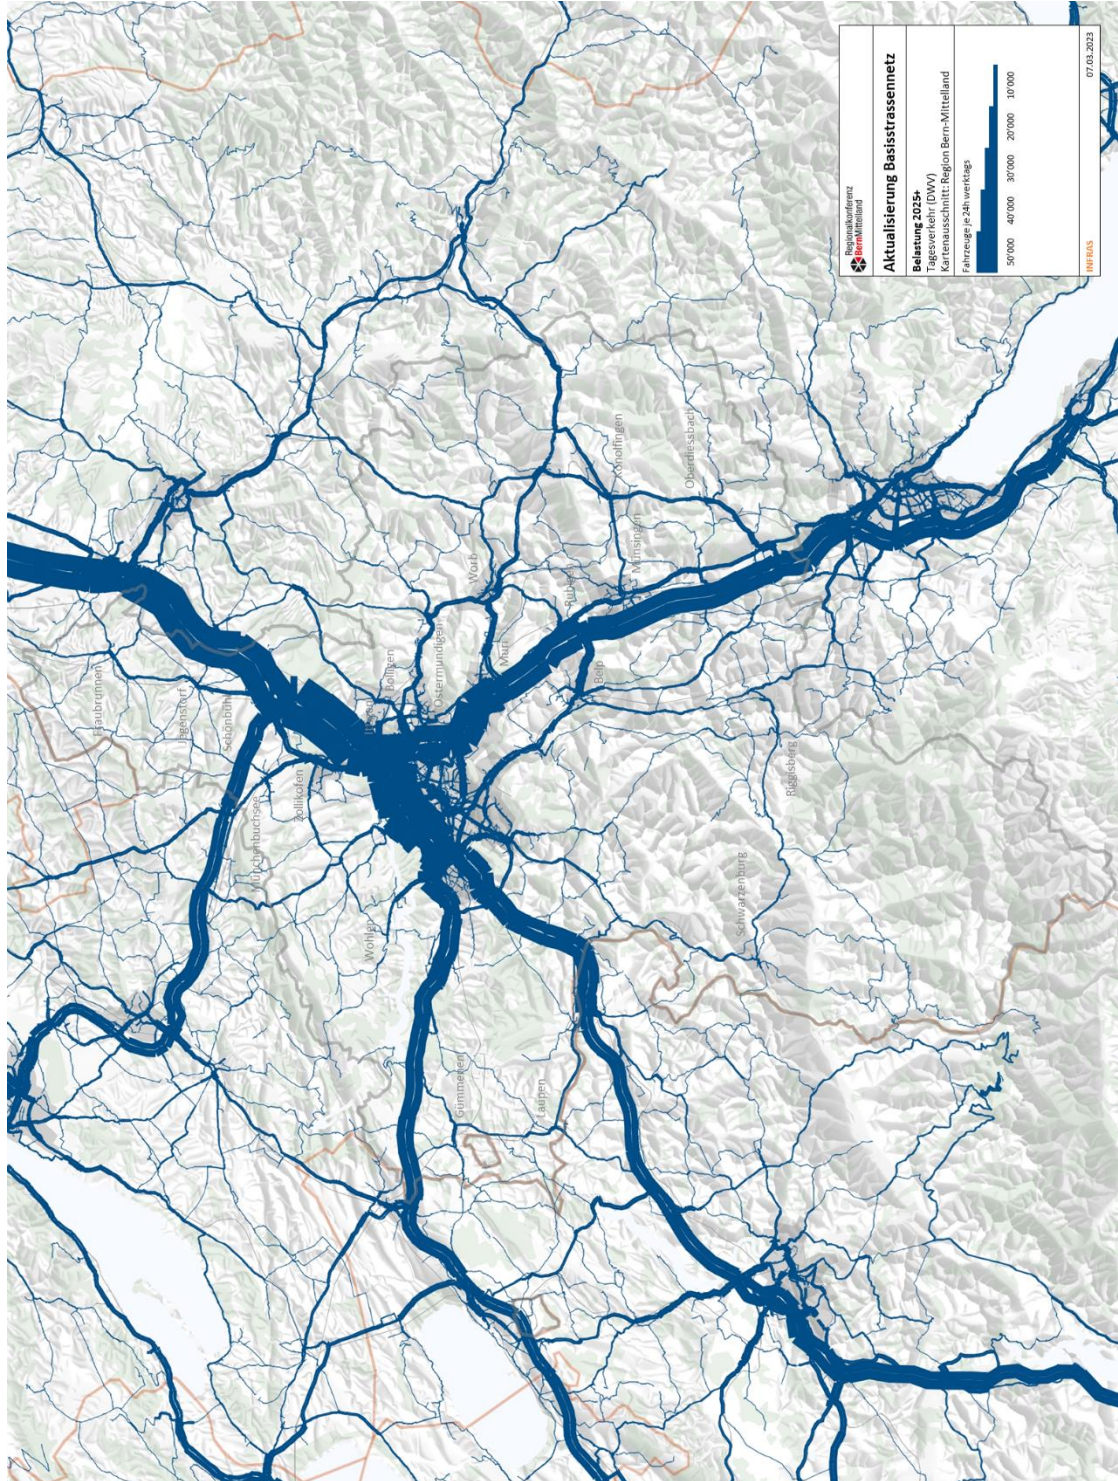 Regionalkonferenz
BernMittelland
Aktualisierung Basisstrassennetz
Belastung 2025+
Tagesverkehr (DWV)
Kartenausschnitt: Region Bern-Mittelland
Fahrzeuge je 24h werktags
50'000 40'000 30'000 20'000 10'000
INFRAS 07.03.2023
Fraubrunnen
Jegenstorf
Schönbühl
Münchenbuchsee
Zollikofen
Wohlen
Bolligen
Ostermundigen
Worb
Muri
Rubigen
Belp
Münsingen
Konolfingen
Oberdiessbach
Gümmenen
Laupen
Riggisberg
Schwarzenburg